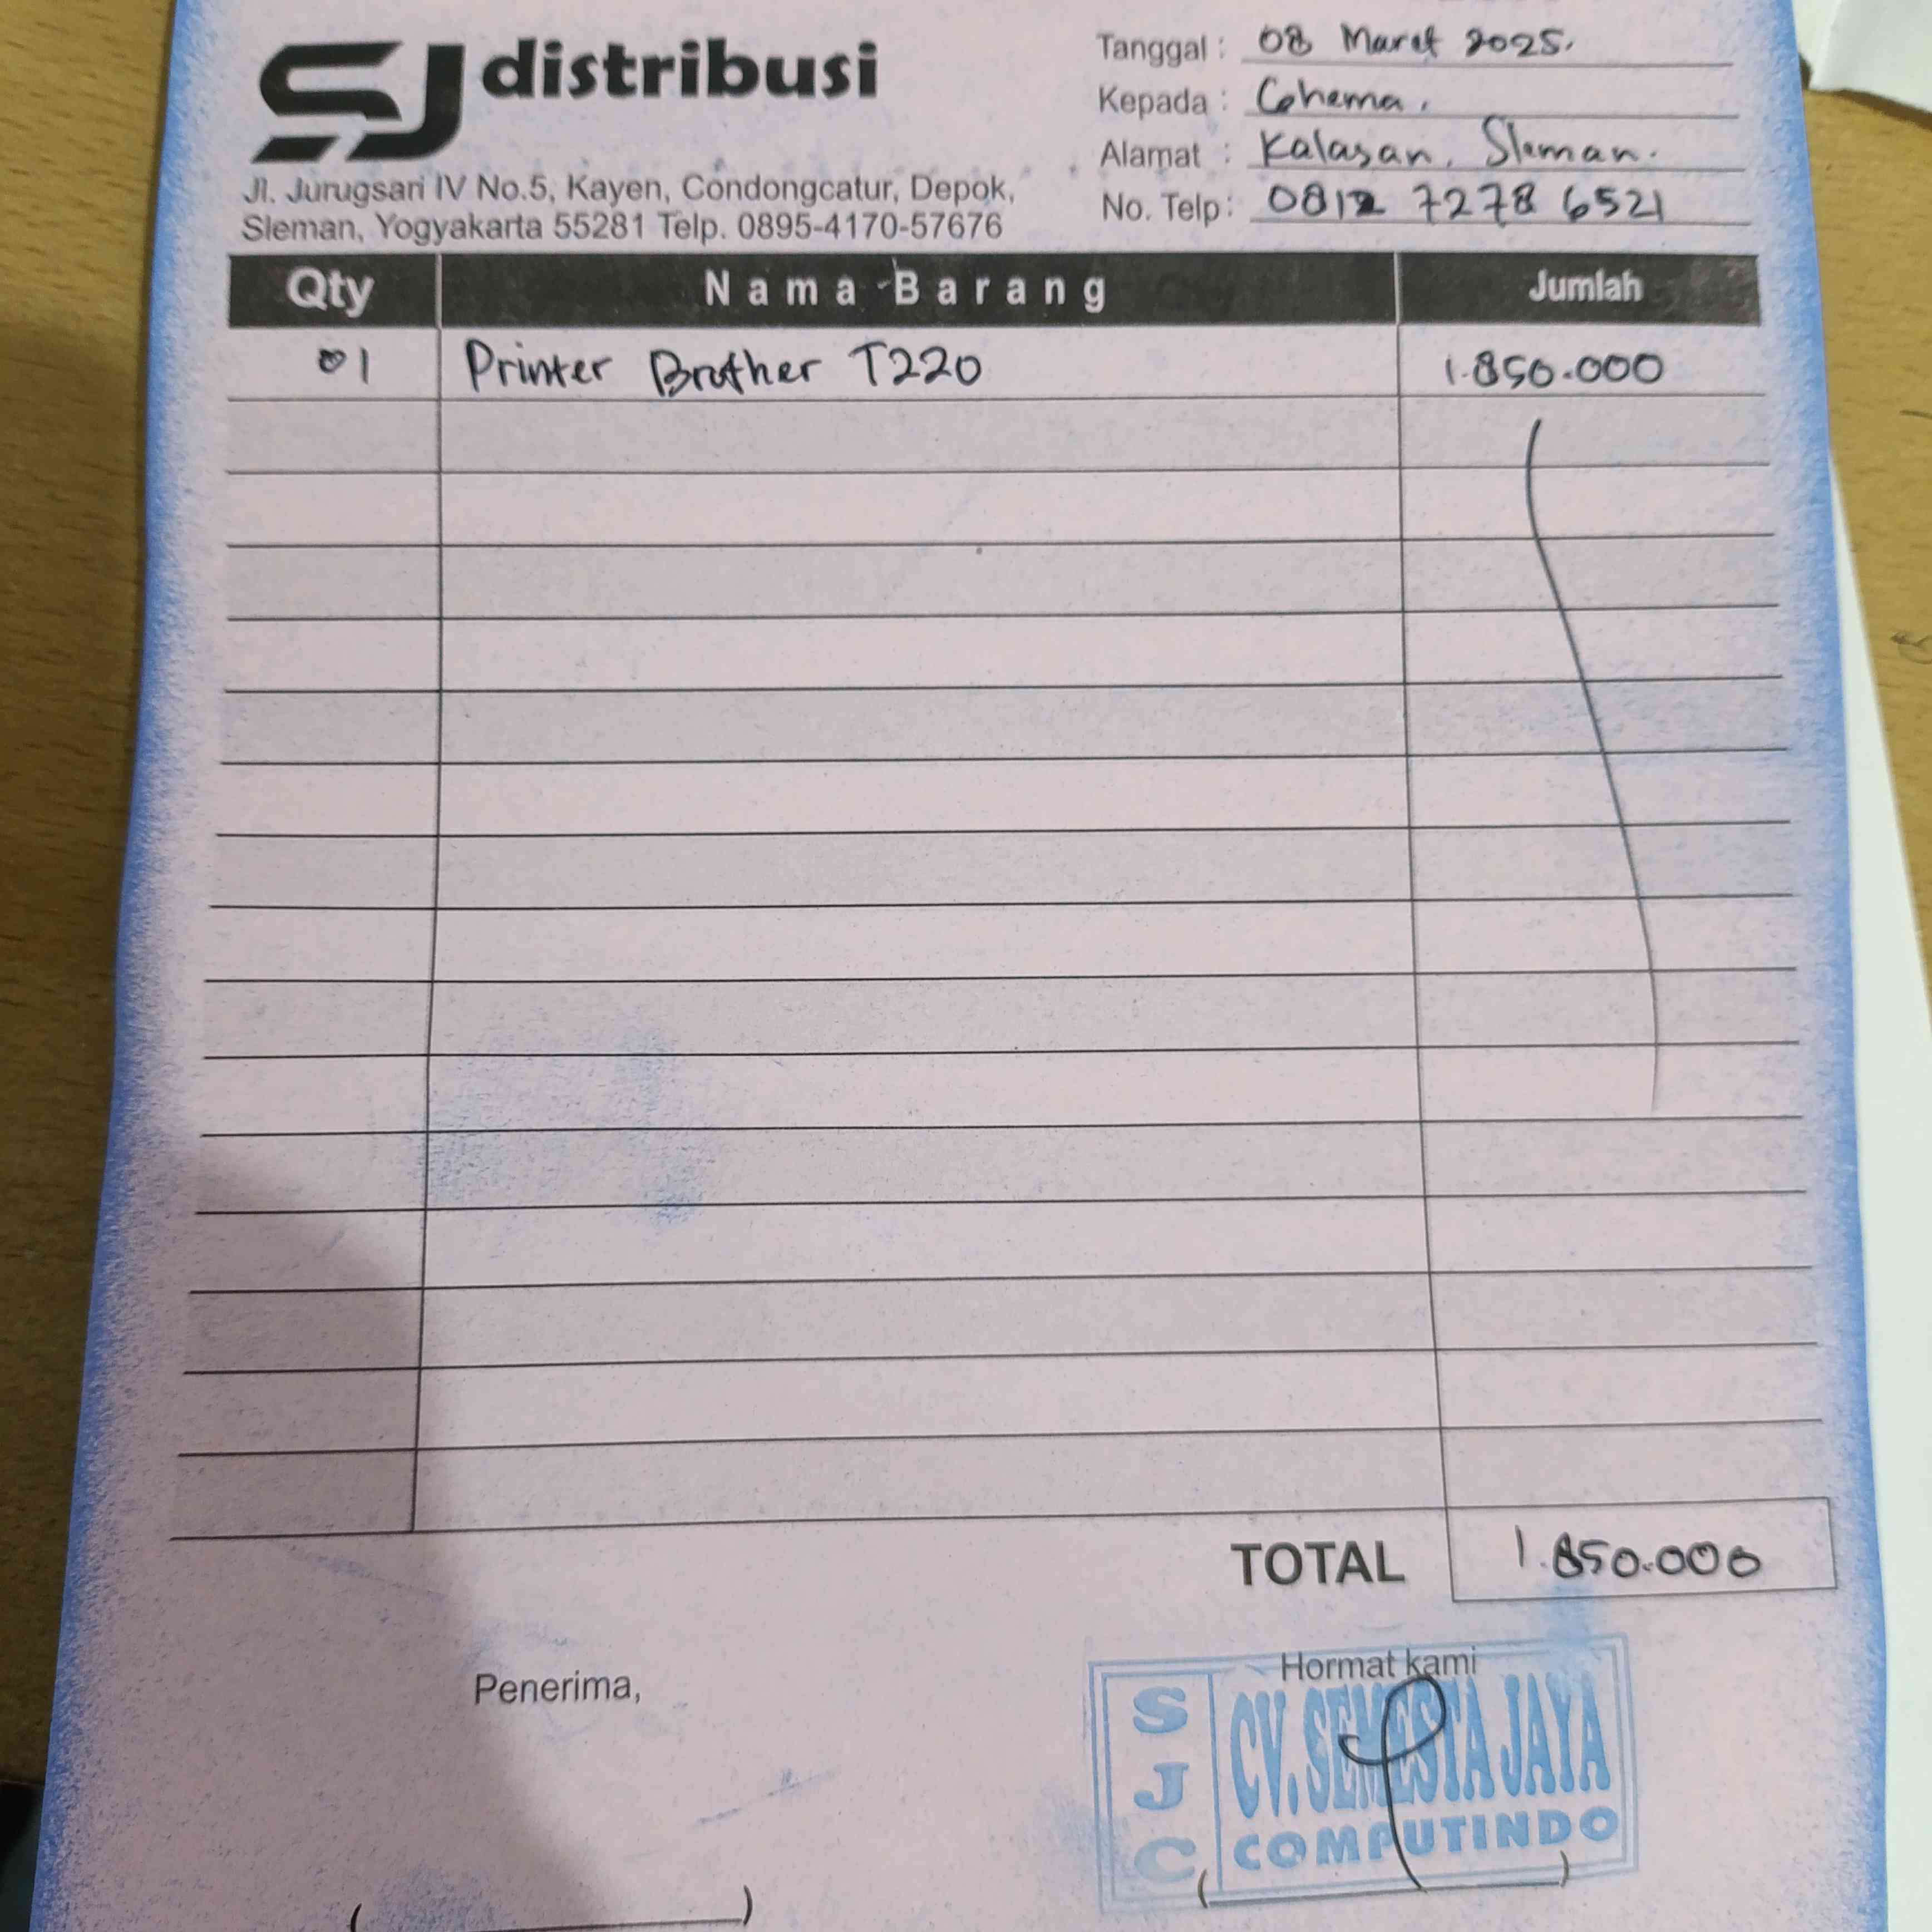 SJ distribusi
Jl. Jurugsari IV No.5, Kayen, Condongcatur, Depok,
Sleman, Yogyakarta 55281 Telp. 0895-4170-57676
Tanggal : 08 Maret 2025.
Kepada : Cohema.
Alamat : Kalasan, Sleman.
No. Telp : 0812 7278 6521
Qty Nama Barang Jumlah
01 Printer Brother T220 1.850.000
TOTAL 1.850.000
Penerima,
Hormat kami
SJC
CV. SEMESTA JAYA
COMPUTINDO